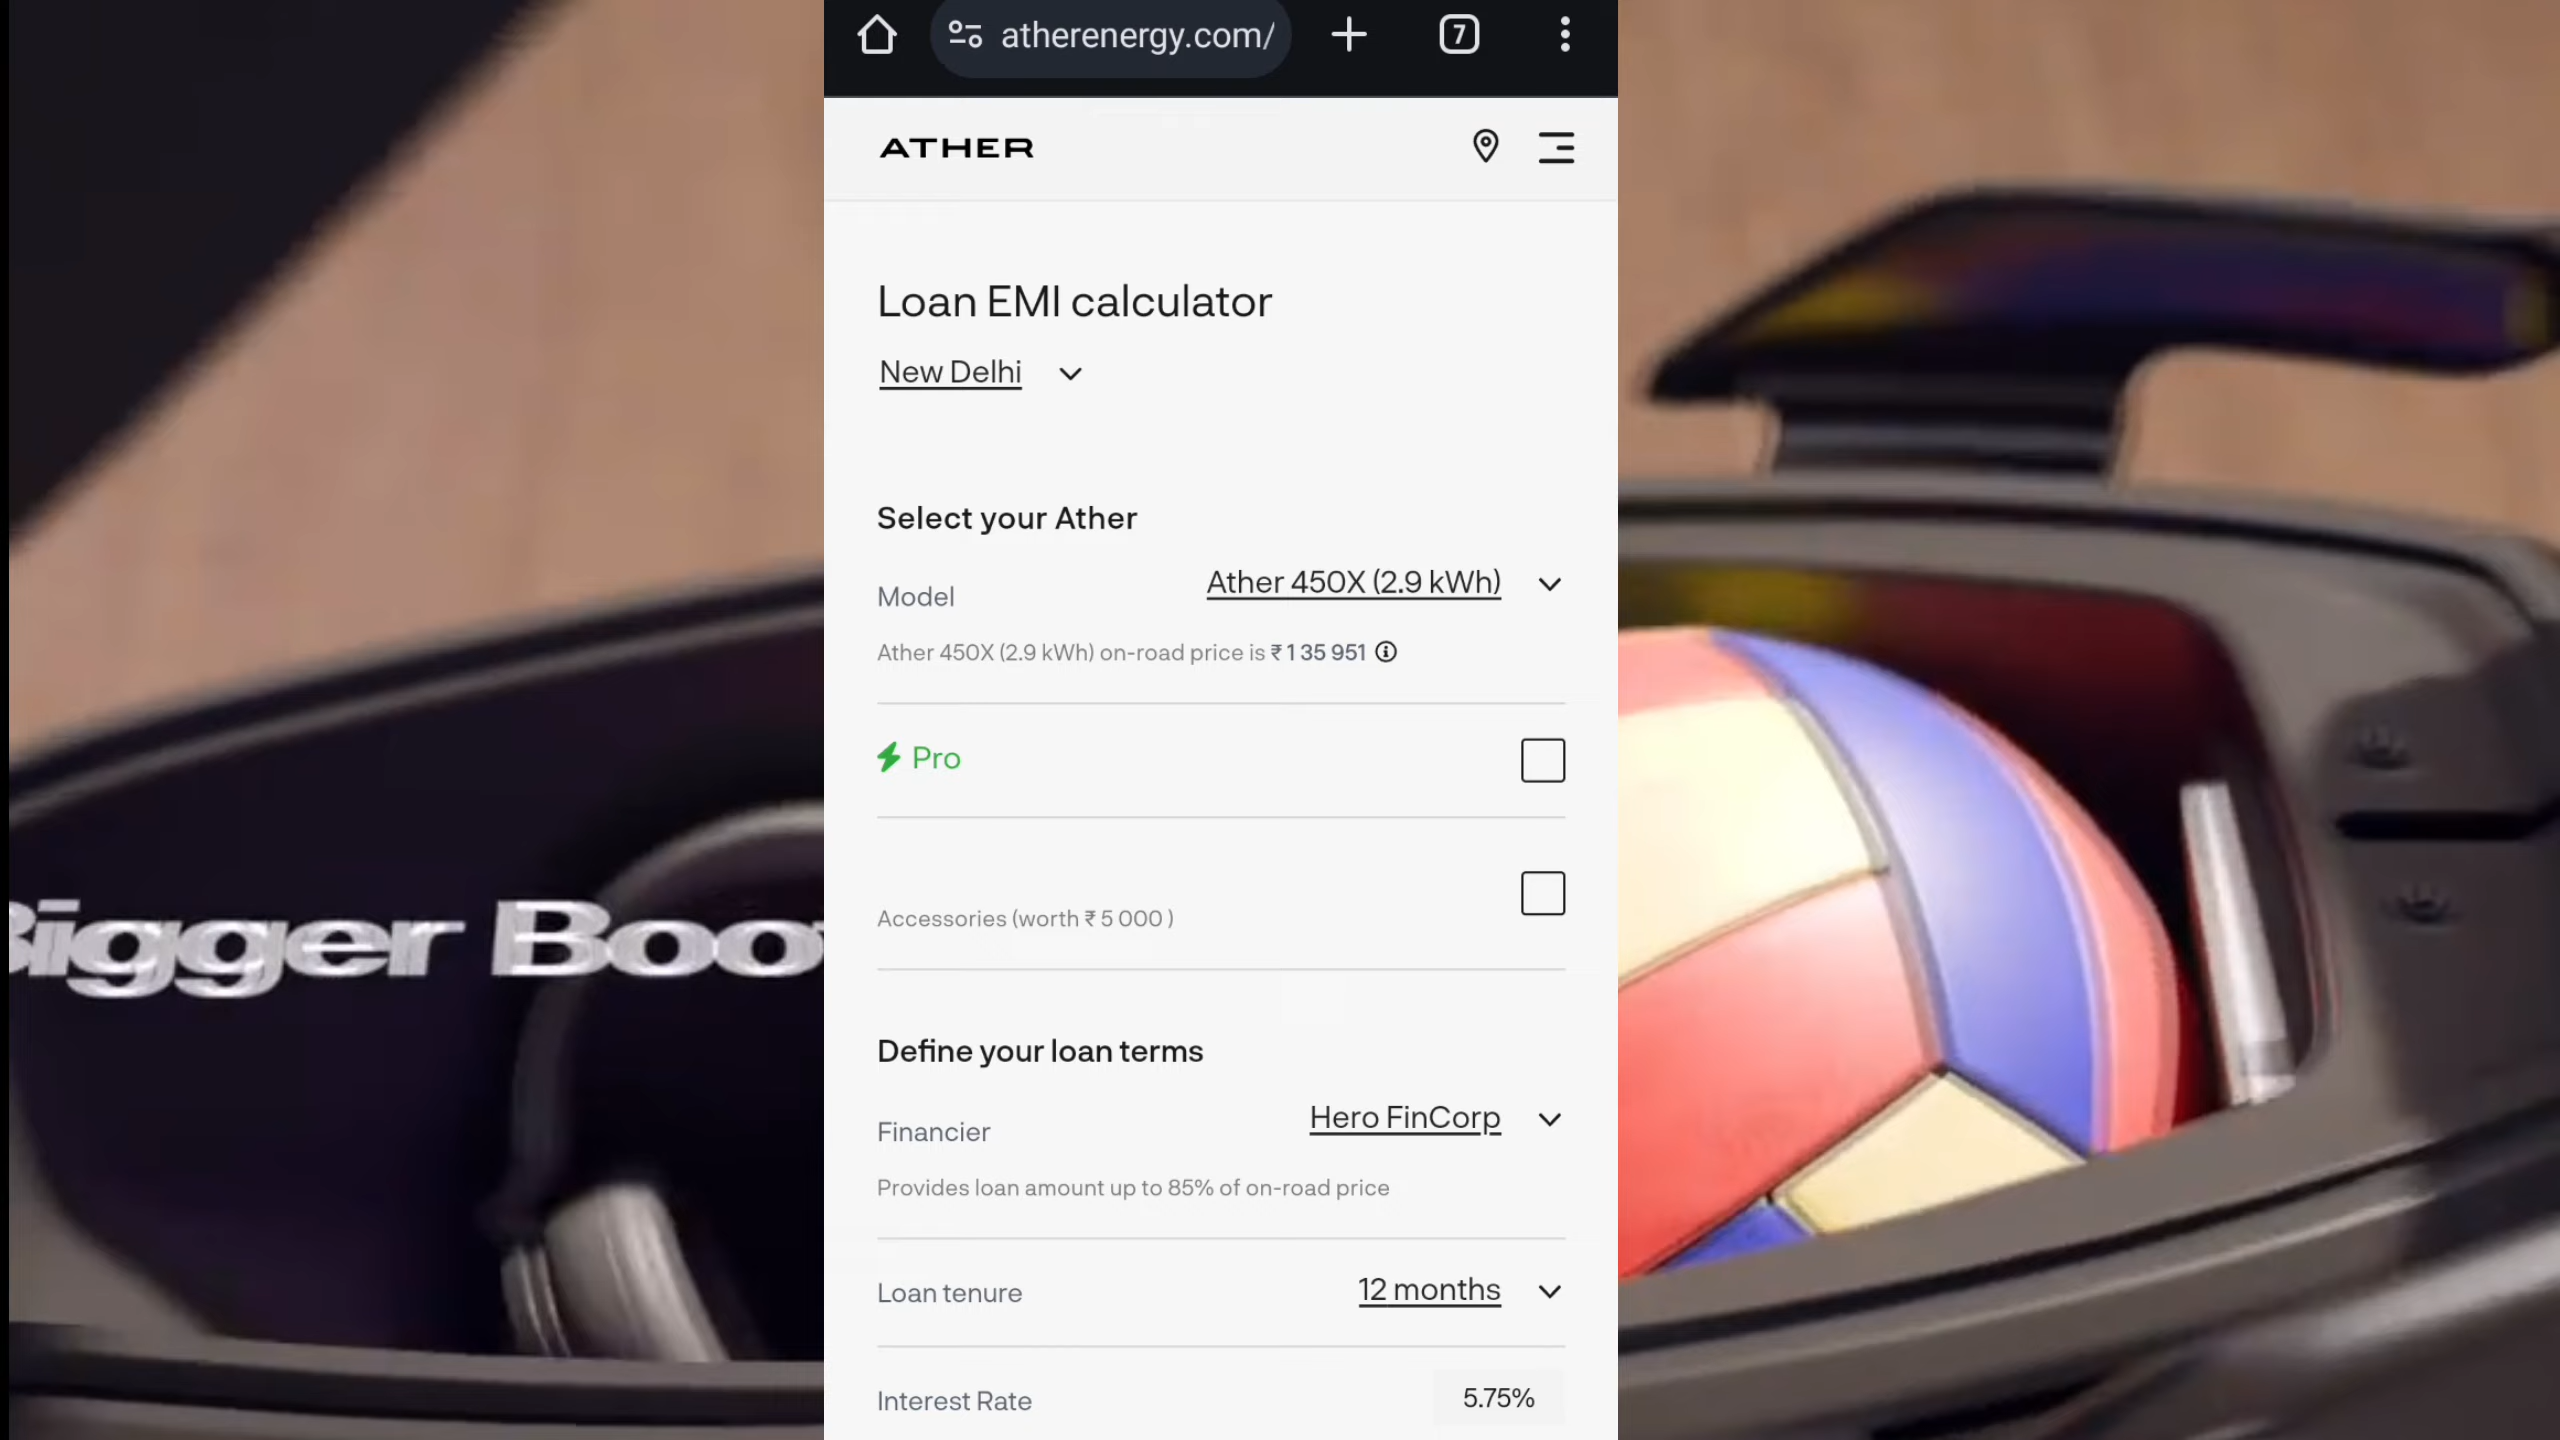 7
atherenergy.com/
ATHER
Loan EMI calculator
New Delhi
Select your Ather
Model
Ather 450X (2.9 kWh)
Ather 450X (2.9 kWh) on-road price is ₹ 1 35 951
Pro
Accessories (worth ₹ 5 000 )
Define your loan terms
Financier
Hero FinCorp
Provides loan amount up to 85% of on-road price
Loan tenure
12 months
Interest Rate
5.75%
Bigger Boo